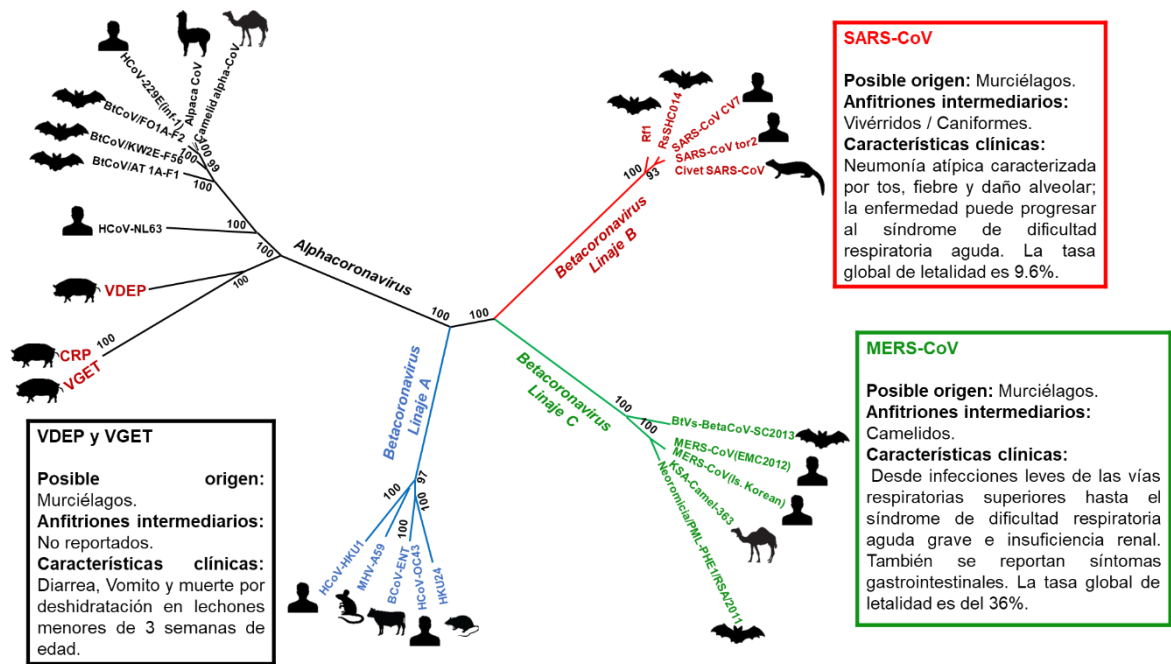 HCoV-229E(inf-1)
Alpaca CoV
Camelid alpha-CoV
BtCoV/FO1A-F2
BtCoV/KW2E-F56
BtCoV/AT 1A-F1
100
100
99
100
HCoV-NL63
100
100
VDEP
100
100
CRP
VGET
Alphacoronavirus
100
100
Betacoronavirus
Linaje B
100
93
Rf1
RsSHC014
SARS-CoV CV7
SARS-CoV tor2
Civet SARS-CoV
Betacoronavirus
Linaje A
100
97
100
100
HCoV-HKU1
MHV-A59
BCoV-ENT
HCoV-OC43
HKU24
Betacoronavirus
Linaje C
100
100
BtVs-BetaCoV-SC2013
MERS-CoV(EMC2012)
MERS-CoV(Is. Korean)
KSA-Camel-363
Neoromicia/PML-PHE1/RSA/2011
SARS-CoV
Posible origen: Murciélagos.
Anfitriones intermediarios:
Vivérridos / Caniformes.
Características clínicas:
Neumonía atípica caracterizada
por tos, fiebre y daño alveolar;
la enfermedad puede progresar
al síndrome de dificultad
respiratoria aguda. La tasa
global de letalidad es 9.6%.
MERS-CoV
Posible origen: Murciélagos.
Anfitriones intermediarios:
Camelidos.
Características clínicas:
Desde infecciones leves de las vías
respiratorias superiores hasta el
síndrome de dificultad respiratoria
aguda grave e insuficiencia renal.
También se reportan síntomas
gastrointestinales. La tasa global de
letalidad es del 36%.
VDEP y VGET
Posible origen:
Murciélagos.
Anfitriones intermediarios:
No reportados.
Características clínicas:
Diarrea, Vomito y muerte por
deshidratación en lechones
menores de 3 semanas de
edad.